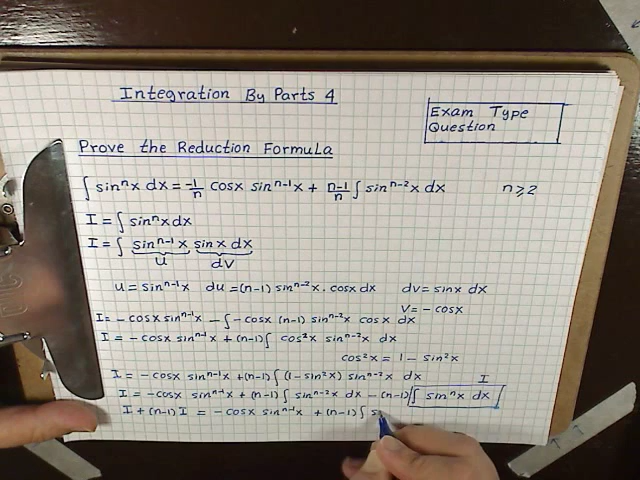 Integration By Parts 4
Exam Type
Question
Prove the Reduction Formula
∫ sinⁿx dx = -1/n cosx sinⁿ⁻¹x + n-1/n ∫ sinⁿ⁻²x dx n ≥ 2
I = ∫ sinⁿx dx
I = ∫ sinⁿ⁻¹x sinx dx
u dv
u = sinⁿ⁻¹x du = (n-1) sinⁿ⁻²x . cosx dx dv = sinx dx
V = - cosx
I = - cosx sinⁿ⁻¹x - ∫ - cosx (n-1) sinⁿ⁻²x cosx dx
I = - cosx sinⁿ⁻¹x + (n-1) ∫ cos²x sinⁿ⁻²x dx
cos²x = 1 - sin²x
I = - cosx sinⁿ⁻¹x + (n-1) ∫ (1 - sin²x) sinⁿ⁻²x dx
I
I = - cosx sinⁿ⁻¹x + (n-1) ∫ sinⁿ⁻²x dx - (n-1) ∫ sinⁿx dx
I + (n-1) I = - cosx sinⁿ⁻¹x + (n-1) ∫ s